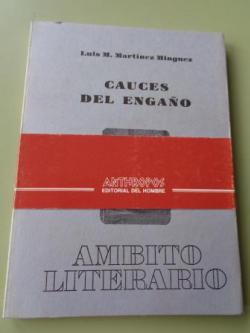 Luis M. Martínez Mínguez
CAUCES
DEL ENGAÑO
ANTHROPOS
EDITORIAL DEL HOMBRE
AMBITO
LITERARIO